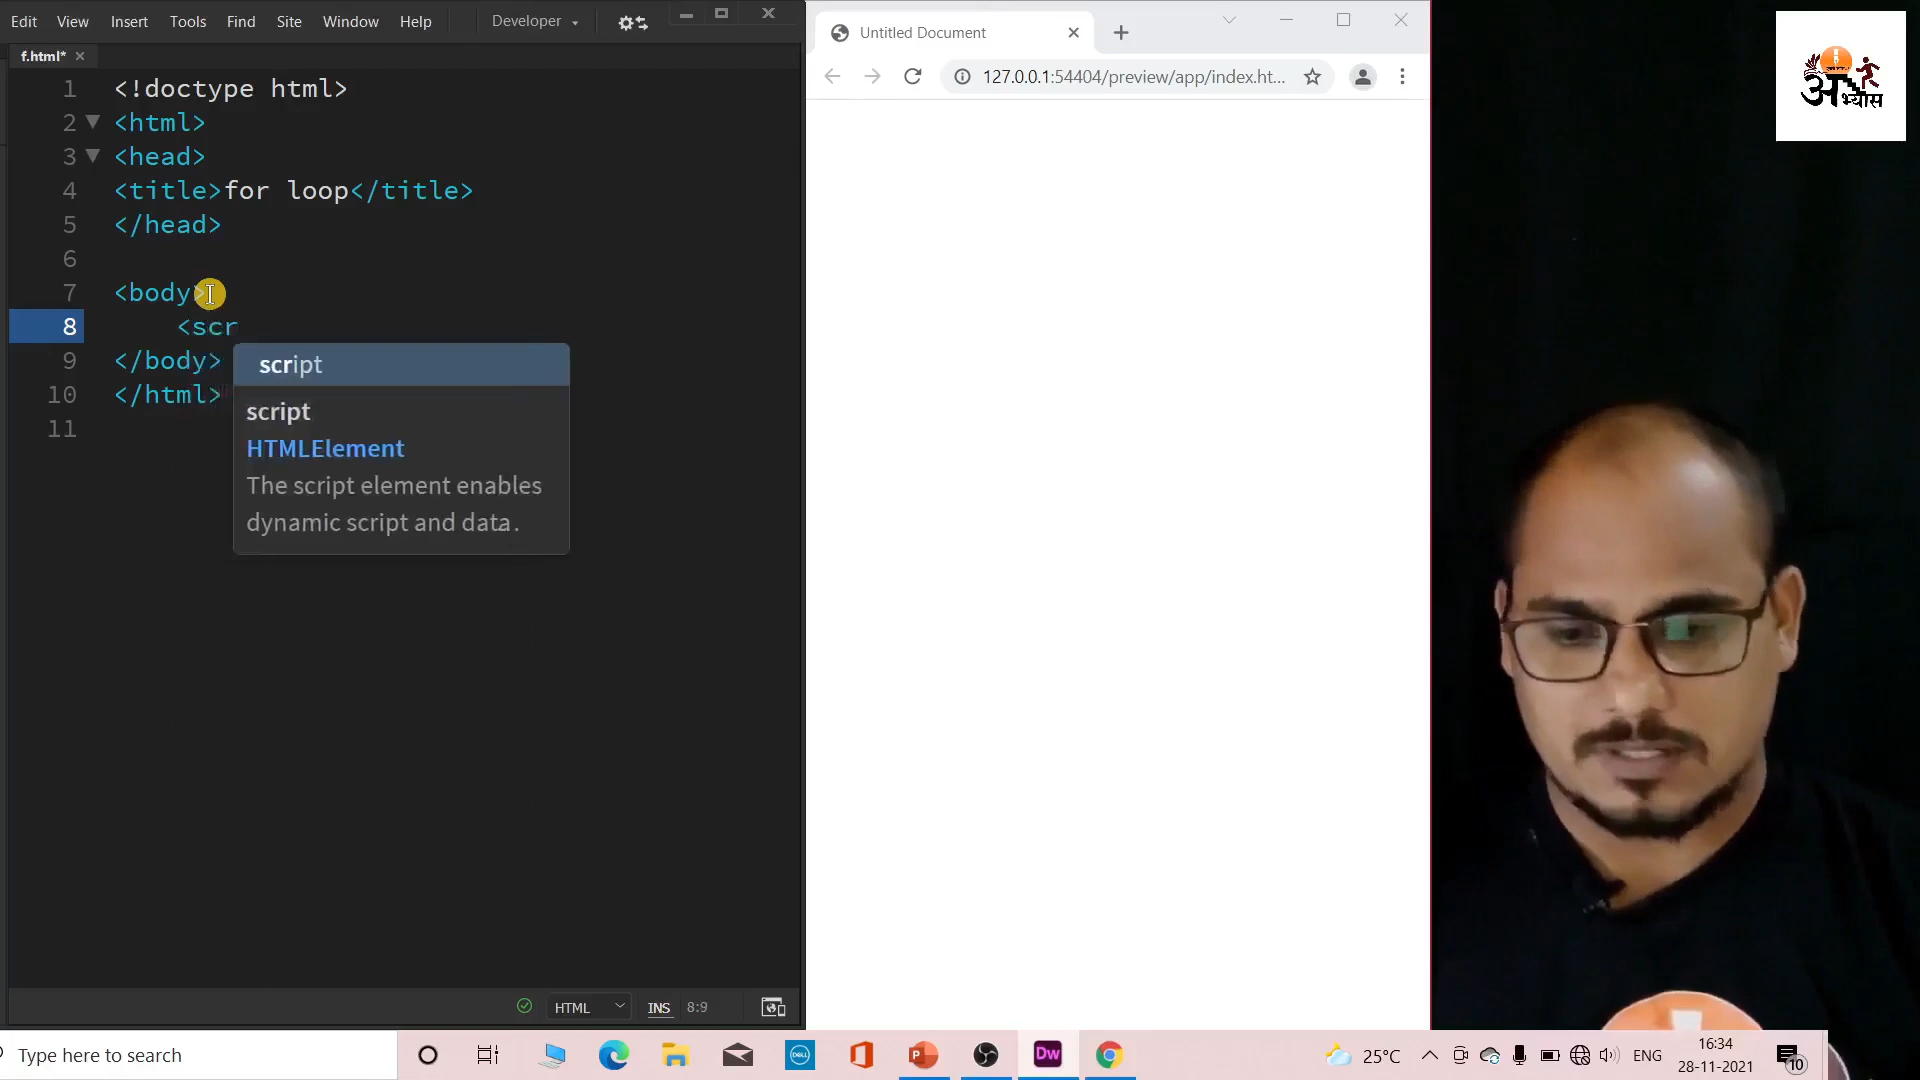 Edit View Insert Tools Find Site Window Help Developer
f.html*
1 <!doctype html>
2 <html>
3 <head>
4 <title>for loop</title>
5 </head>
6
7 <body>
8 <scr
9 </body>
10 </html>
11
script
script
HTMLElement
The script element enables
dynamic script and data.
HTML INS 8:9
Untitled Document
127.0.0.1:54404/preview/app/index.ht...
अभ्यास
Type here to search
DELL
P
Dw
25°C
ENG
16:34
28-11-2021
10